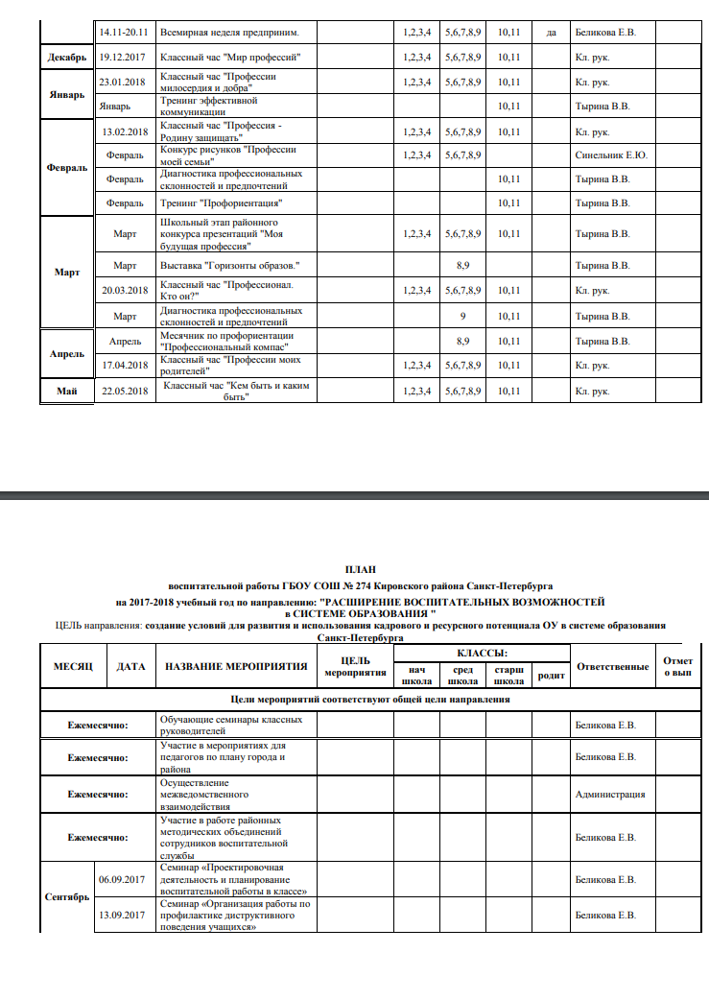 14.11-20.11 Всемирная неделя предприним. 1,2,3,4 5,6,7,8,9 10,11 да Беликова Е.В.
Декабрь 19.12.2017 Классный час "Мир профессий" 1,2,3,4 5,6,7,8,9 10,11 Кл. рук.
Январь
23.01.2018 Классный час "Профессии
милосердия и добра" 1,2,3,4 5,6,7,8,9 10,11 Кл. рук.
Январь Тренинг эффективной
коммуникации 10,11 Тырина В.В.
Февраль
13.02.2018 Классный час "Профессия -
Родину защищать" 1,2,3,4 5,6,7,8,9 10,11 Кл. рук.
Февраль Конкурс рисунков "Профессии
моей семьи" 1,2,3,4 5,6,7,8,9 Синельник Е.Ю.
Февраль Диагностика профессиональных
склонностей и предпочтений 10,11 Тырина В.В.
Февраль Тренинг "Профориентация" 10,11 Тырина В.В.
Март
Март Школьный этап районного
конкурса презентаций "Моя
будущая профессия" 1,2,3,4 5,6,7,8,9 10,11 Тырина В.В.
Март Выставка "Горизонты образов." 8,9 Тырина В.В.
20.03.2018 Классный час "Профессионал.
Кто он?" 1,2,3,4 5,6,7,8,9 10,11 Кл. рук.
Март Диагностика профессиональных
склонностей и предпочтений 9 10,11 Тырина В.В.
Апрель
Апрель Месячник по профориентации
"Профессиональный компас" 8,9 10,11 Тырина В.В.
17.04.2018 Классный час "Профессии моих
родителей" 1,2,3,4 5,6,7,8,9 10,11 Кл. рук.
Май 22.05.2018 Классный час "Кем быть и каким
быть" 1,2,3,4 5,6,7,8,9 10,11 Кл. рук.
ПЛАН
воспитательной работы ГБОУ СОШ № 274 Кировского района Санкт-Петербурга
на 2017-2018 учебный год по направлению: "РАСШИРЕНИЕ ВОСПИТАТЕЛЬНЫХ ВОЗМОЖНОСТЕЙ
в СИСТЕМЕ ОБРАЗОВАНИЯ "
ЦЕЛЬ направления: создание условий для развития и использования кадрового и ресурсного потенциала ОУ в системе образования
Санкт-Петербурга
МЕСЯЦ ДАТА НАЗВАНИЕ МЕРОПРИЯТИЯ ЦЕЛЬ
мероприятия КЛАССЫ: Ответственные Отмет
о вып
нач
школа сред
школа старш
школа родит
Цели мероприятий соответствуют общей цели направления
Ежемесячно: Обучающие семинары классных
руководителей Беликова Е.В.
Ежемесячно: Участие в мероприятиях для
педагогов по плану города и
района Беликова Е.В.
Ежемесячно: Осуществление
межведомственного
взаимодействия Администрация
Ежемесячно: Участие в работе районных
методических объединений
сотрудников воспитательной
службы Беликова Е.В.
Сентябрь
06.09.2017 Семинар «Проектировочная
деятельность и планирование
воспитательной работы в классе» Беликова Е.В.
13.09.2017 Семинар «Организация работы по
профилактике диструктивного
поведения учащихся» Беликова Е.В.